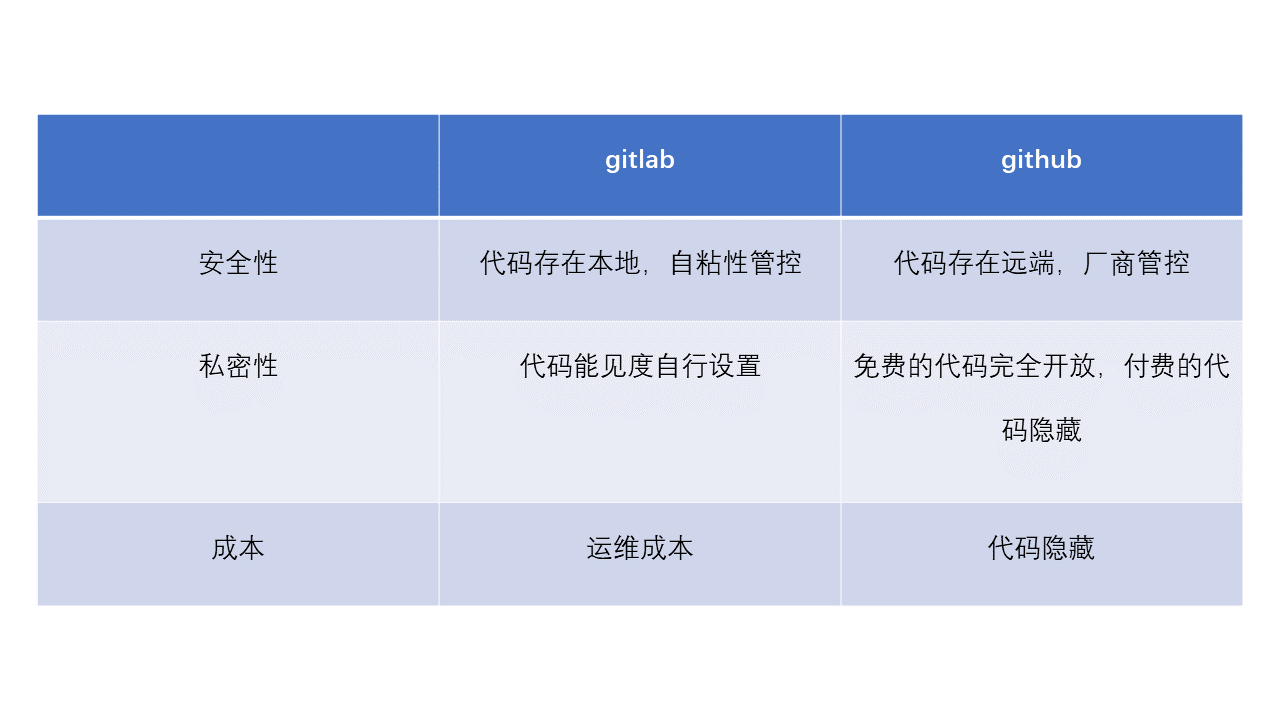 gitlab github
安全性 代码存在本地，自粘性管控 代码存在远端，厂商管控
私密性 代码能见度自行设置 免费的代码完全开放，付费的代
码隐藏
成本 运维成本 代码隐藏